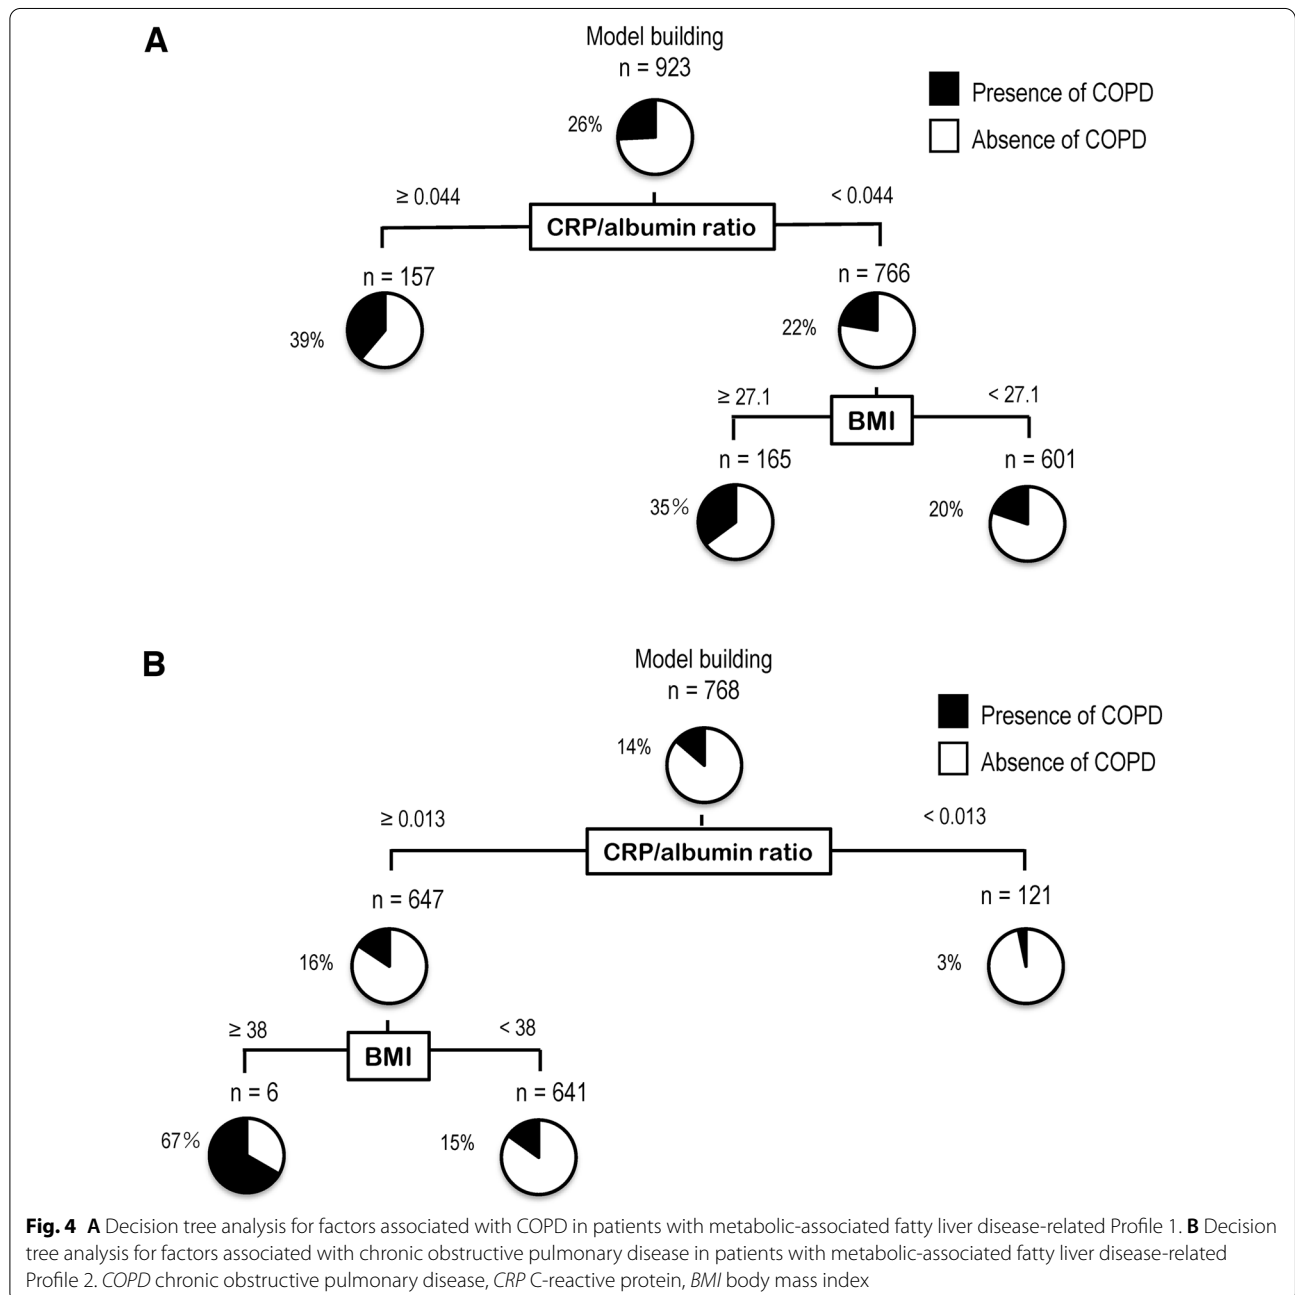 A
Model building
n = 923
Presence of COPD
Absence of COPD
26%
≥ 0.044
< 0.044
CRP/albumin ratio
n = 157
n = 766
39%
22%
≥ 27.1
< 27.1
BMI
n = 165
n = 601
35%
20%
B
Model building
n = 768
Presence of COPD
Absence of COPD
14%
≥ 0.013
< 0.013
CRP/albumin ratio
n = 647
n = 121
16%
3%
≥ 38
< 38
BMI
n = 6
n = 641
67%
15%
Fig. 4 A Decision tree analysis for factors associated with COPD in patients with metabolic-associated fatty liver disease-related Profile 1. B Decision
tree analysis for factors associated with chronic obstructive pulmonary disease in patients with metabolic-associated fatty liver disease-related
Profile 2. COPD chronic obstructive pulmonary disease, CRP C-reactive protein, BMI body mass index